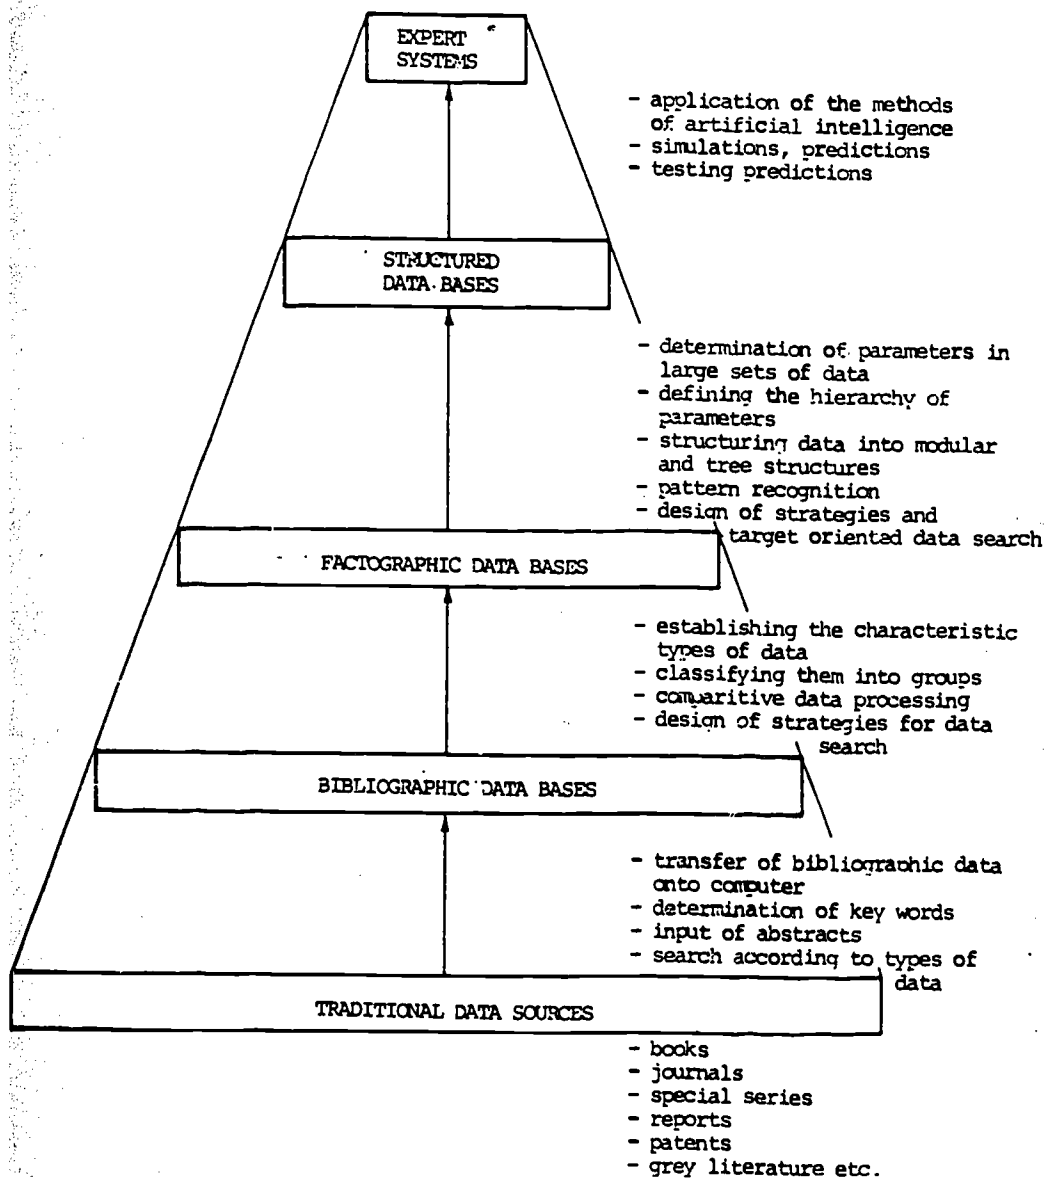 EXPERT
SYSTEMS
- application of the methods
of artificial intelligence
- simulations, predictions
- testing predictions
STRUCTURED
DATA BASES
- determination of parameters in
large sets of data
- defining the hierarchy of
parameters
- structuring data into modular
and tree structures
- pattern recognition
- design of strategies and
target oriented data search
FACTOGRAPHIC DATA BASES
- establishing the characteristic
types of data
- classifying them into groups
- comparitive data processing
- design of strategies for data
search
BIBLIOGRAPHIC DATA BASES
- transfer of bibliographic data
onto computer
- determination of key words
- input of abstracts
- search according to types of
data
TRADITIONAL DATA SOURCES
- books
- journals
- special series
- reports
- patents
- grey literature etc.